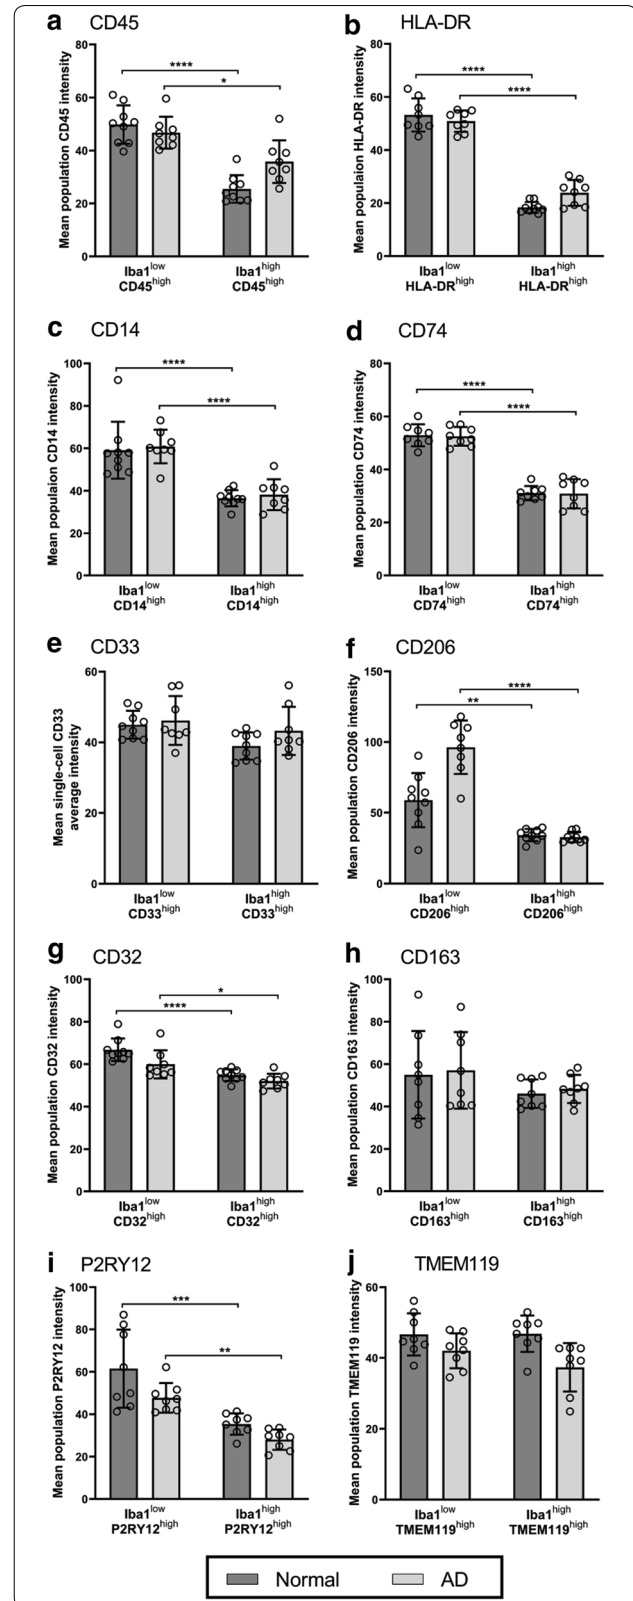 a CD45
Mean population CD45 intensity
80
60
40
20
0
****
*
Iba1low Iba1high
CD45high CD45high
b HLA-DR
Mean populaion HLA-DR intensity
80
60
40
20
0
****
****
Iba1low Iba1high
HLA-DRhigh HLA-DRhigh
c CD14
Mean populaion CD14 intensity
100
80
60
40
20
0
****
****
Iba1low Iba1high
CD14high CD14high
d CD74
Mean population CD74 intensity
80
60
40
20
0
****
****
Iba1low Iba1high
CD74high CD74high
e CD33
Mean single-cell CD33
average intensity
60
40
20
0
Iba1low Iba1high
CD33high CD33high
f CD206
Mean population CD206 intensity
150
100
50
0
****
**
Iba1low Iba1high
CD206high CD206high
g CD32
Mean population CD32 intensity
100
80
60
40
20
0
*
****
Iba1low Iba1high
CD32high CD32high
h CD163
Mean population CD163 intensity
100
80
60
40
20
0
Iba1low Iba1high
CD163high CD163high
i P2RY12
Mean population P2RY12 intensity
100
80
60
40
20
0
***
**
Iba1low Iba1high
P2RY12high P2RY12high
j TMEM119
Mean population TMEM119 intensity
60
40
20
0
Iba1low Iba1high
TMEM119high TMEM119high
Normal AD